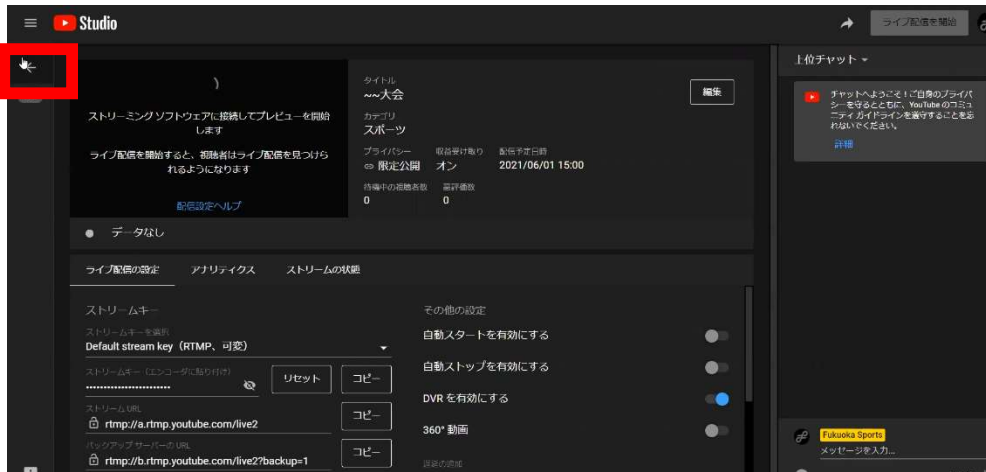 Studio
ライブ配信を開始
ストリーミング ソフトウェアに接続してプレビューを開始
します
ライブ配信を開始すると、視聴者はライブ配信を見つけら
れるようになります
配信設定ヘルプ
タイトル
~~大会
カテゴリ
スポーツ
プライバシー 収益受け取り 配信予定日時
限定公開 オン 2021/06/01 15:00
待機中の視聴者数 高評価数
0 0
編集
データなし
ライブ配信の設定 アナリティクス ストリームの状態
ストリームキー
ストリームキーを選択
Default stream key（RTMP、可変）
ストリームキー（エンコーダに貼り付け）
リセット コピー
ストリーム URL
rtmp://a.rtmp.youtube.com/live2
コピー
バックアップ サーバーの URL
rtmp://b.rtmp.youtube.com/live2?backup=1
コピー
その他の設定
自動スタートを有効にする
自動ストップを有効にする
DVR を有効にする
360° 動画
遅延の追加
上位チャット
チャットへようこそ！ご自身のプライバ
シーを守るとともに、YouTube のコミュ
ニティ ガイドラインを遵守することを忘
れないでください。
詳細
Fukuoka Sports
メッセージを入力...